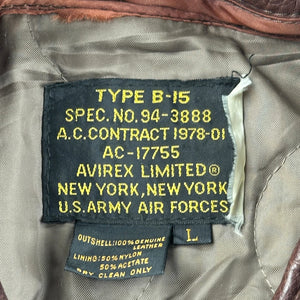 TYPE B-15
SPEC. NO. 94-3888
A.C. CONTRACT 1978-01
AC-17755
AVIREX LIMITED®
NEW YORK, NEW YORK
U.S. ARMY AIR FORCES
OUTSHELL: 100% GENUINE
LEATHER
LINING: 50% NYLON
50% ACETATE
DRY CLEAN ONLY
L